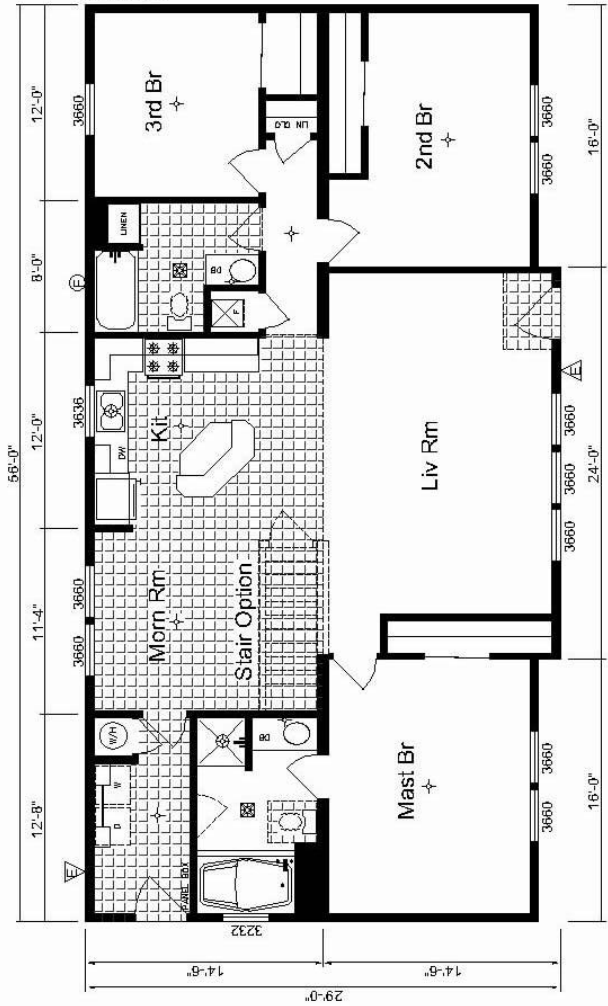 56'-0"
12'-8"
11'-4"
12'-0"
8'-0"
12'-0"
E
3660
3660
3636
E
3660
W/H
W
D
PANEL BOX
Morn Rm
Stair Option
DW
Kit
LINEN
DB
F
3rd Br
LIN CLO
3232
DB
Mast Br
Liv Rm
2nd Br
14'-6"
14'-6"
29'-0"
3660
3660
3660
3660
3660
E
3660
3660
16'-0"
24'-0"
16'-0"